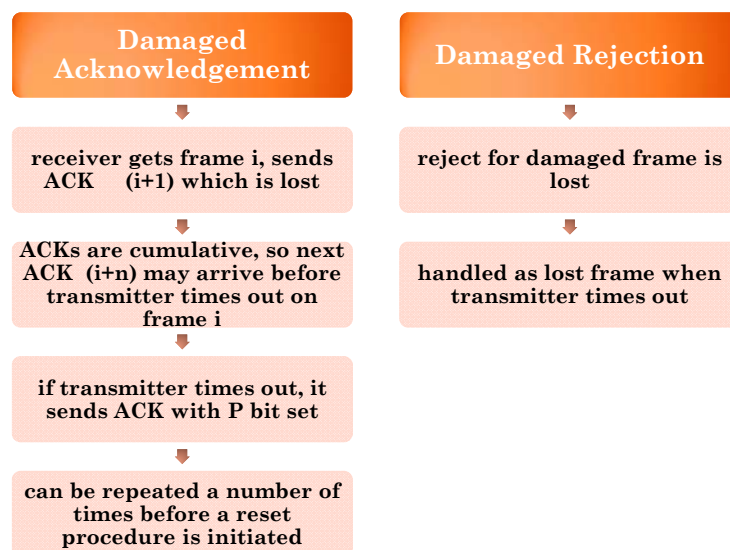 Damaged
Acknowledgement
receiver gets frame i, sends
ACK (i+1) which is lost
ACKs are cumulative, so next
ACK (i+n) may arrive before
transmitter times out on
frame i
if transmitter times out, it
sends ACK with P bit set
can be repeated a number of
times before a reset
procedure is initiated
Damaged Rejection
reject for damaged frame is
lost
handled as lost frame when
transmitter times out